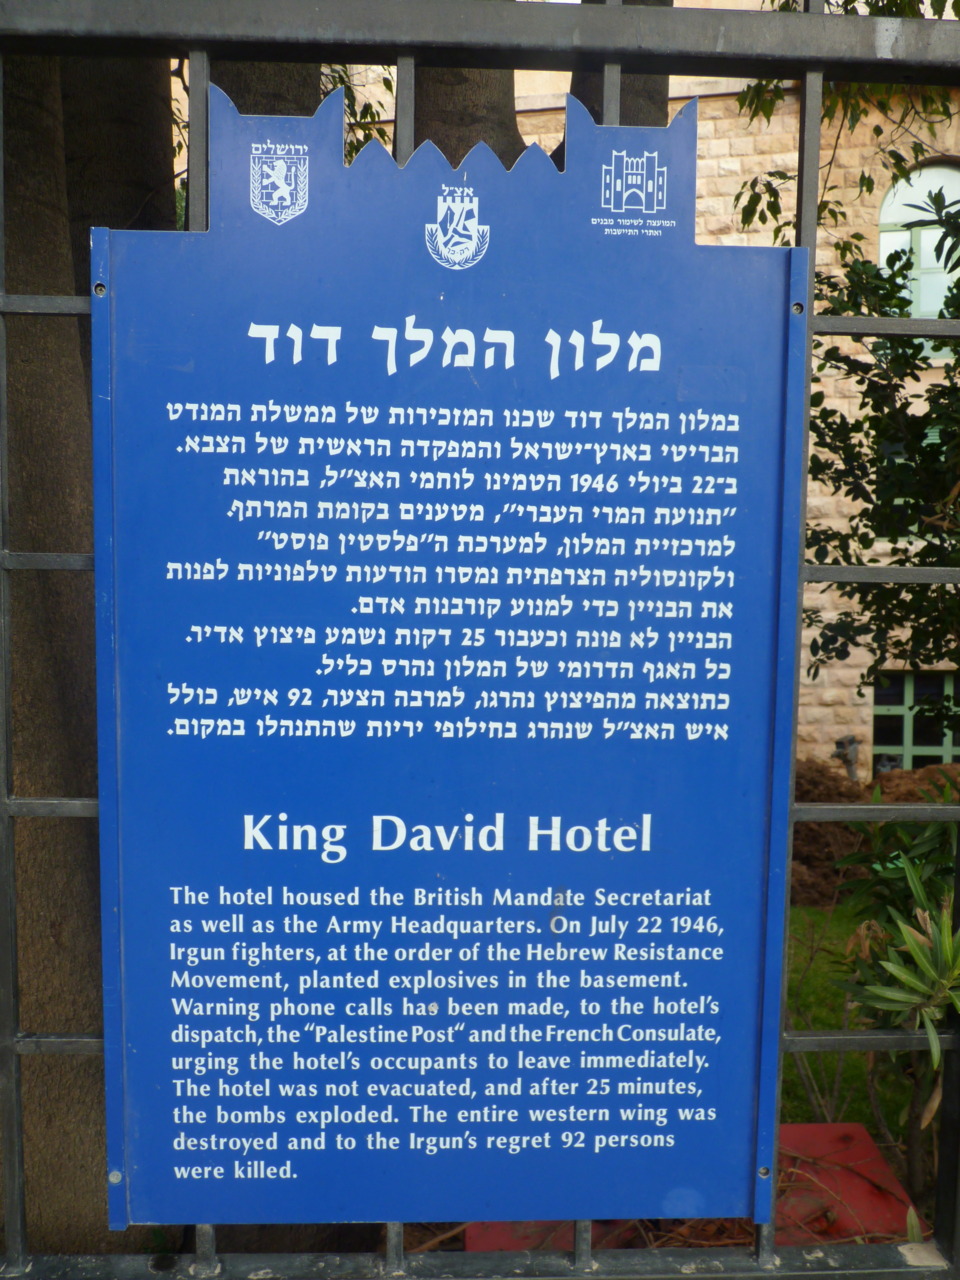 ירושלים
אצ״ל
רק כך
המועצה לשימור מבנים
ואתרי התיישבות
מלון המלך דוד
במלון המלך דוד שכנו המזכירות של ממשלת המנדט
הבריטי בארץ־ישראל והמפקדה הראשית של הצבא.
ב־22 ביולי 1946 הטמינו לוחמי האצ״ל, בהוראת
״תנועת המרי העברי״, מטענים בקומת המרתף.
למרכזיית המלון, למערכת ה״פלסטין פוסט״
ולקונסוליה הצרפתית נמסרו הודעות טלפוניות לפנות
את הבניין כדי למנוע קורבנות אדם.
הבניין לא פונה וכעבור 25 דקות נשמע פיצוץ אדיר.
כל האגף הדרומי של המלון נהרס כליל.
כתוצאה מהפיצוץ נהרגו, למרבה הצער, 92 איש, כולל
איש האצ״ל שנהרג בחילופי יריות שהתנהלו במקום.
King David Hotel
The hotel housed the British Mandate Secretariat
as well as the Army Headquarters. On July 22 1946,
Irgun fighters, at the order of the Hebrew Resistance
Movement, planted explosives in the basement.
Warning phone calls has been made, to the hotel's
dispatch, the "Palestine Post" and the French Consulate,
urging the hotel's occupants to leave immediately.
The hotel was not evacuated, and after 25 minutes,
the bombs exploded. The entire western wing was
destroyed and to the Irgun's regret 92 persons
were killed.